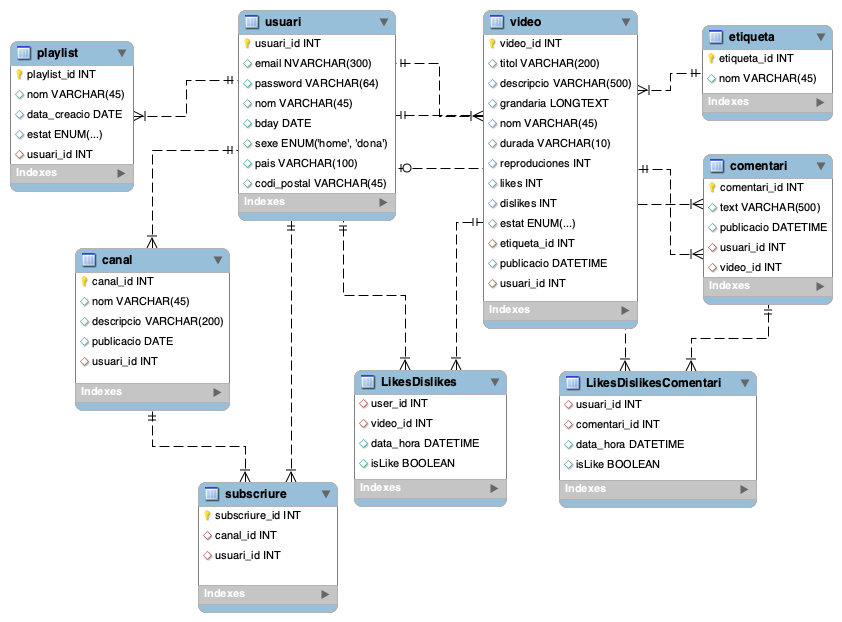 playlist
playlist_id INT
nom VARCHAR(45)
data_creacio DATE
estat ENUM(...)
usuari_id INT
Indexes
usuari
usuari_id INT
email NVARCHAR(300)
password VARCHAR(64)
nom VARCHAR(45)
bday DATE
sexe ENUM('home', 'dona')
pais VARCHAR(100)
codi_postal VARCHAR(45)
Indexes
video
video_id INT
titol VARCHAR(200)
descripcio VARCHAR(500)
grandaria LONGTEXT
nom VARCHAR(45)
durada VARCHAR(10)
reproduciones INT
likes INT
dislikes INT
estat ENUM(...)
etiqueta_id INT
publicacio DATETIME
usuari_id INT
Indexes
etiqueta
etiqueta_id INT
nom VARCHAR(45)
Indexes
comentari
comentari_id INT
text VARCHAR(500)
publicacio DATETIME
usuari_id INT
video_id INT
Indexes
canal
canal_id INT
nom VARCHAR(45)
descripcio VARCHAR(200)
publicacio DATE
usuari_id INT
Indexes
LikesDislikes
user_id INT
video_id INT
data_hora DATETIME
isLike BOOLEAN
Indexes
LikesDislikesComentari
usuari_id INT
comentari_id INT
data_hora DATETIME
isLike BOOLEAN
Indexes
subscriure
subscriure_id INT
canal_id INT
usuari_id INT
Indexes